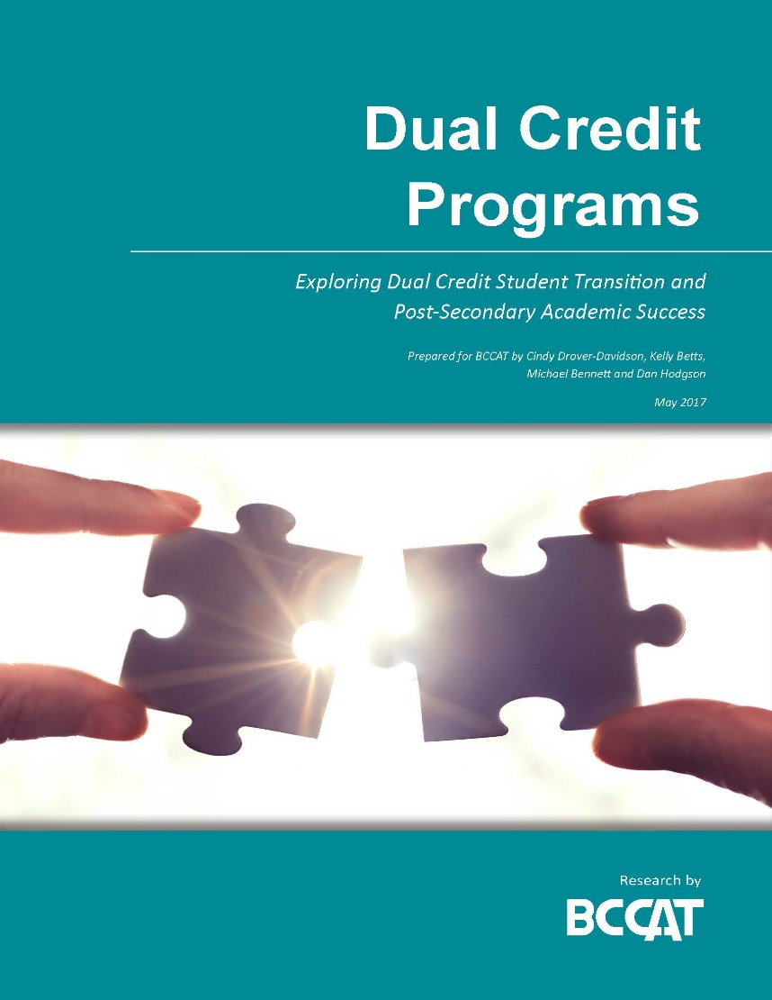 Dual Credit
Programs
Exploring Dual Credit Student Transition and
Post-Secondary Academic Success
Prepared for BCCAT by Cindy Drover-Davidson, Kelly Betts,
Michael Bennett and Dan Hodgson
May 2017
Research by
BCCAT